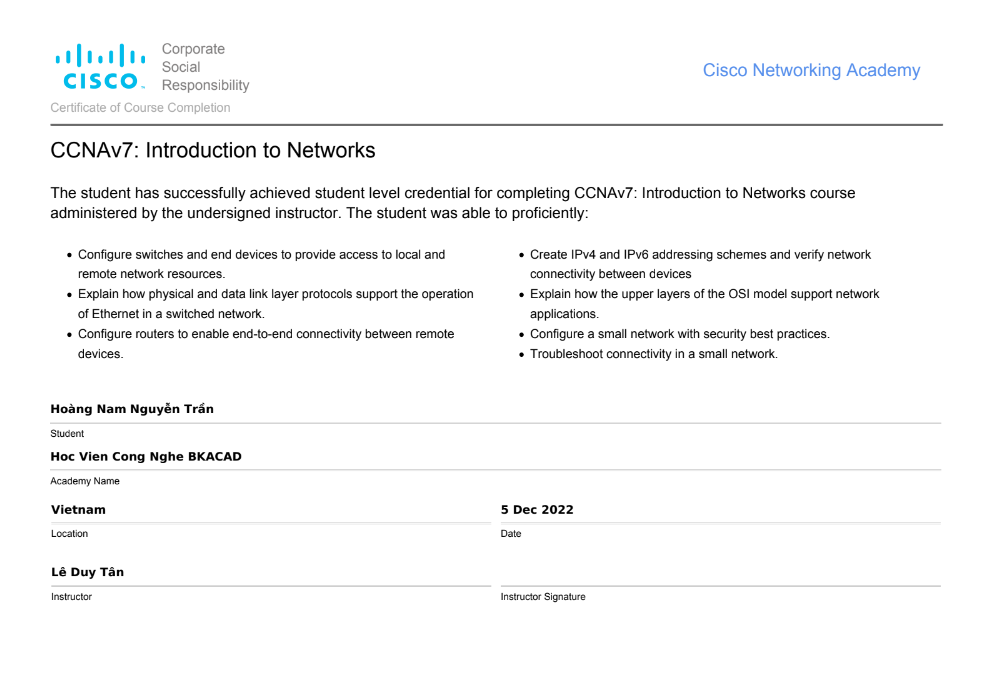 CISCO
Corporate
Social
Responsibility
Cisco Networking Academy
Certificate of Course Completion
CCNAv7: Introduction to Networks
The student has successfully achieved student level credential for completing CCNAv7: Introduction to Networks course
administered by the undersigned instructor. The student was able to proficiently:
• Configure switches and end devices to provide access to local and
remote network resources.
• Explain how physical and data link layer protocols support the operation
of Ethernet in a switched network.
• Configure routers to enable end-to-end connectivity between remote
devices.
• Create IPv4 and IPv6 addressing schemes and verify network
connectivity between devices
• Explain how the upper layers of the OSI model support network
applications.
• Configure a small network with security best practices.
• Troubleshoot connectivity in a small network.
Hoàng Nam Nguyễn Trần
Student
Hoc Vien Cong Nghe BKACAD
Academy Name
Vietnam
Location
5 Dec 2022
Date
Lê Duy Tân
Instructor
Instructor Signature